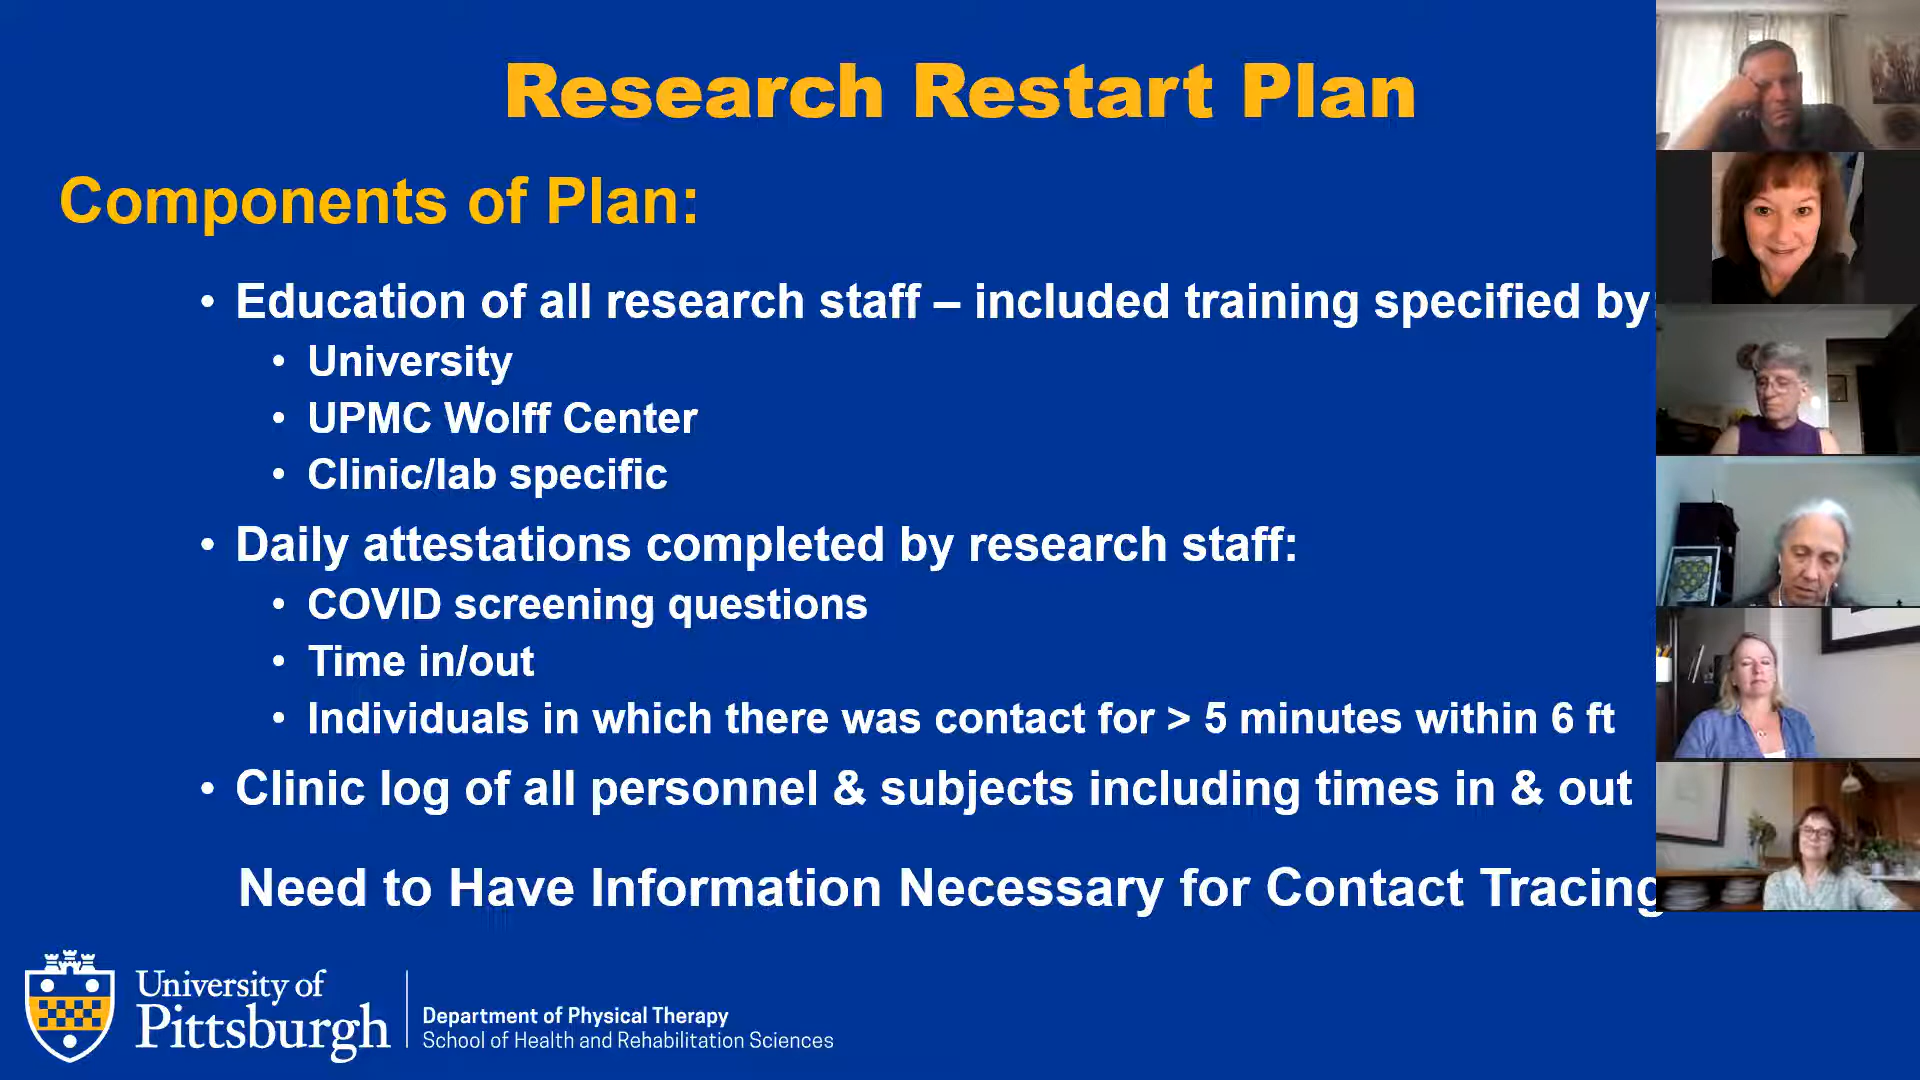 Research Restart Plan
Components of Plan:
• Education of all research staff – included training specified by:
• University
• UPMC Wolff Center
• Clinic/lab specific
• Daily attestations completed by research staff:
• COVID screening questions
• Time in/out
• Individuals in which there was contact for > 5 minutes within 6 ft
• Clinic log of all personnel & subjects including times in & out
Need to Have Information Necessary for Contact Tracing
University of
Pittsburgh
Department of Physical Therapy
School of Health and Rehabilitation Sciences